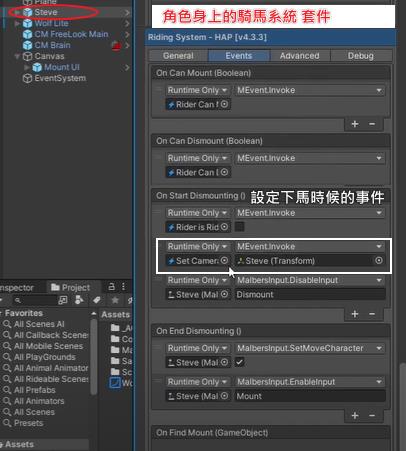 Plane
Steve
Wolf Lite
CM FreeLook Main
CM Brain
Canvas
Mount UI
EventSystem
角色身上的騎馬系統 套件
Riding System - HAP [v4.3.3]
General
Events
Advanced
Debug
On Can Mount (Boolean)
Runtime Only
MEvent.Invoke
Rider Can
+ −
On Can Dismount (Boolean)
Runtime Only
MEvent.Invoke
Rider Can
On Start Dismounting ()
設定下馬時候的事件
Runtime Only
MEvent.Invoke
Rider is Rid
Runtime Only
MEvent.Invoke
Set Camera
Steve (Transform)
Runtime Only
MalbersInput.DisableInput
Steve (Mal
Dismount
+ −
On End Dismounting ()
Runtime Only
MalbersInput.SetMoveCharacter
Steve (Mal
Runtime Only
MalbersInput.EnableInput
Steve (Mal
Mount
+ −
On Find Mount (GameObject)
nspector
Project
Favorites
All Scenes AI
All Callback Scenes
All PlayGrounds
All Animal Animator
All Rideable Scenes
All Prefabs
All Animators
All Scenes
Presets
Assets
Assets
_A
Co
Ma
Sa
Sc
Wo